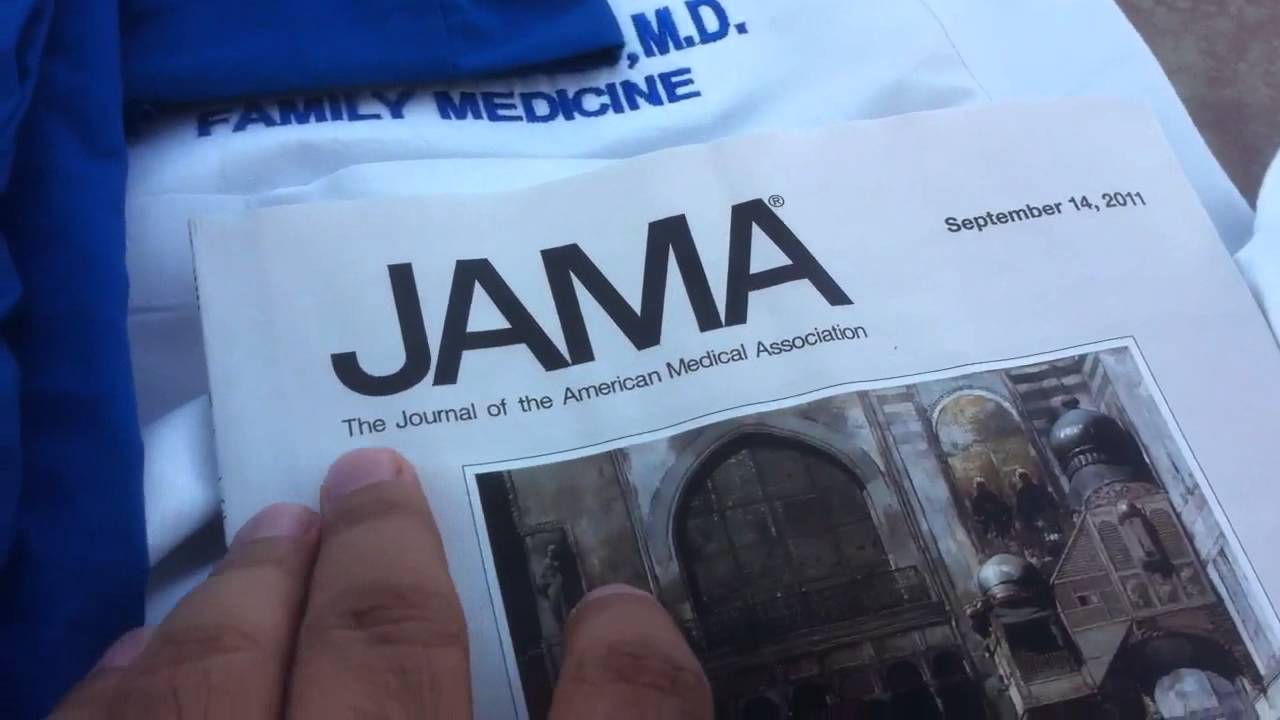 ,M.D.
FAMILY MEDICINE
JAMA®
September 14, 2011
The Journal of the American Medical Association